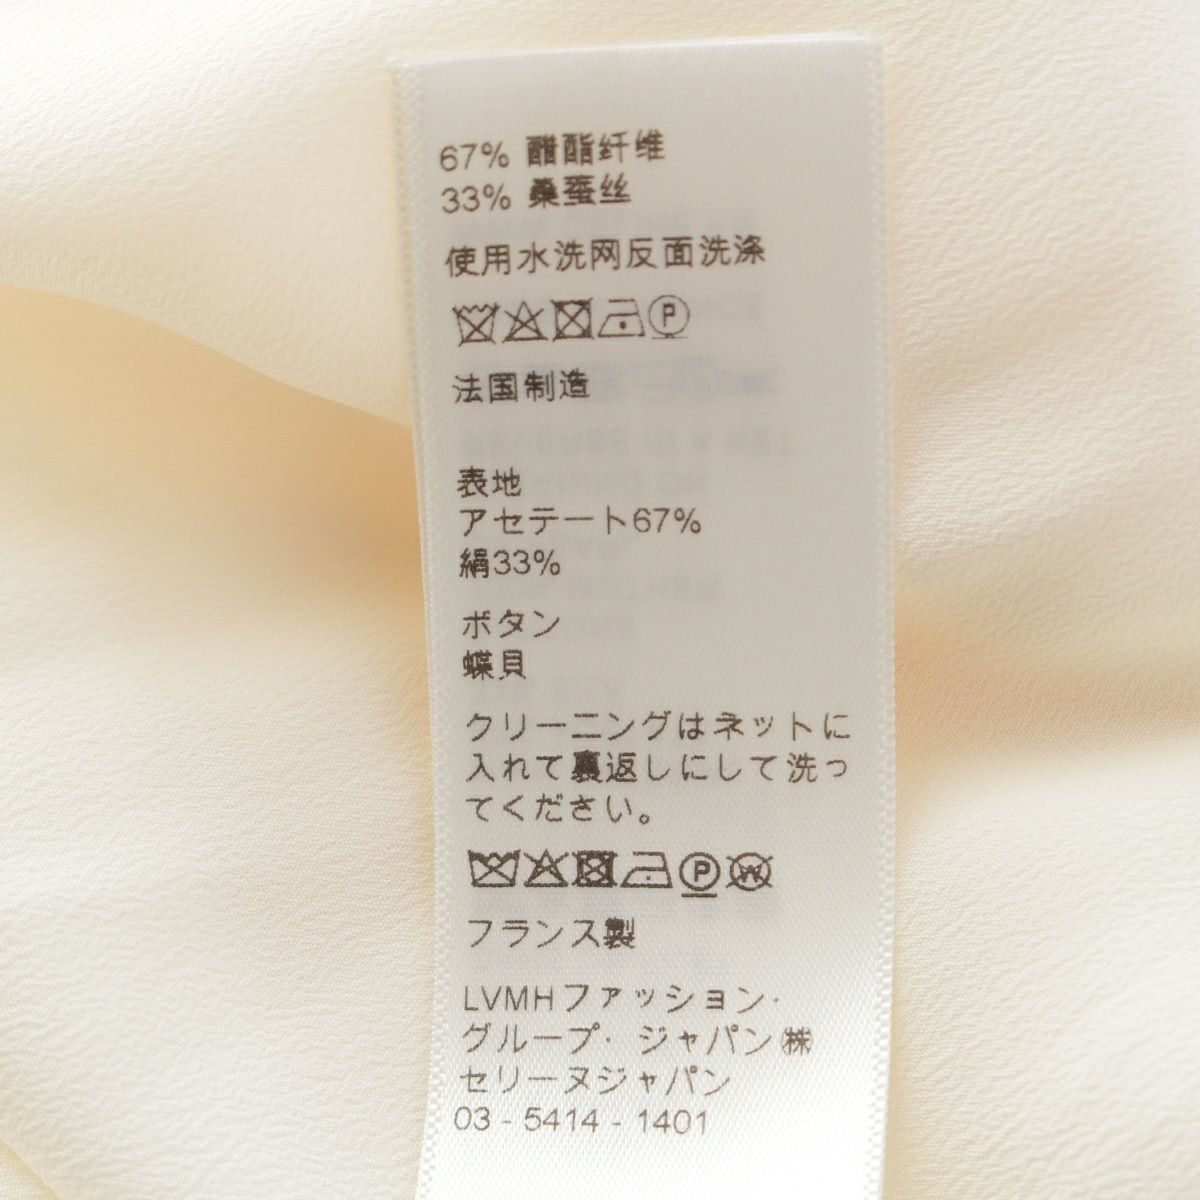 67% 醋酯纤维
33% 桑蚕丝
使用水洗网反面洗涤
P
法国制造
表地
アセテート67%
絹33%
ボタン
蝶貝
クリーニングはネットに
入れて裏返しにして洗っ
てください。
P W
フランス製
LVMHファッション·
グループ· ジャパン㈱
セリーヌジャパン
03 - 5414 - 1401